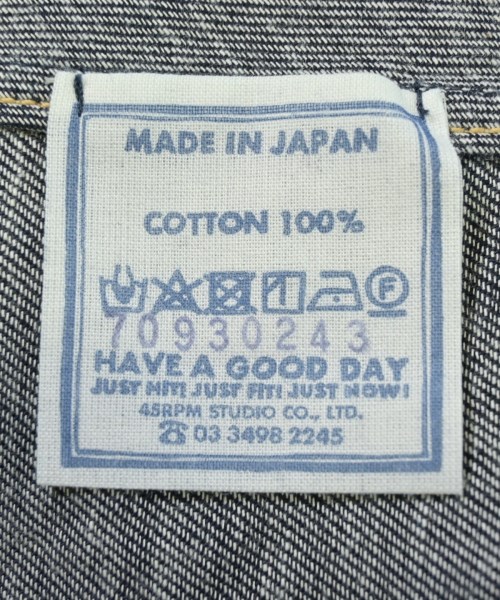 MADE IN JAPAN
COTTON 100%
70930243
HAVE A GOOD DAY
JUST HIT! JUST FIT! JUST NOW!
45RPM STUDIO CO., LTD.
☎ 03 3498 2245